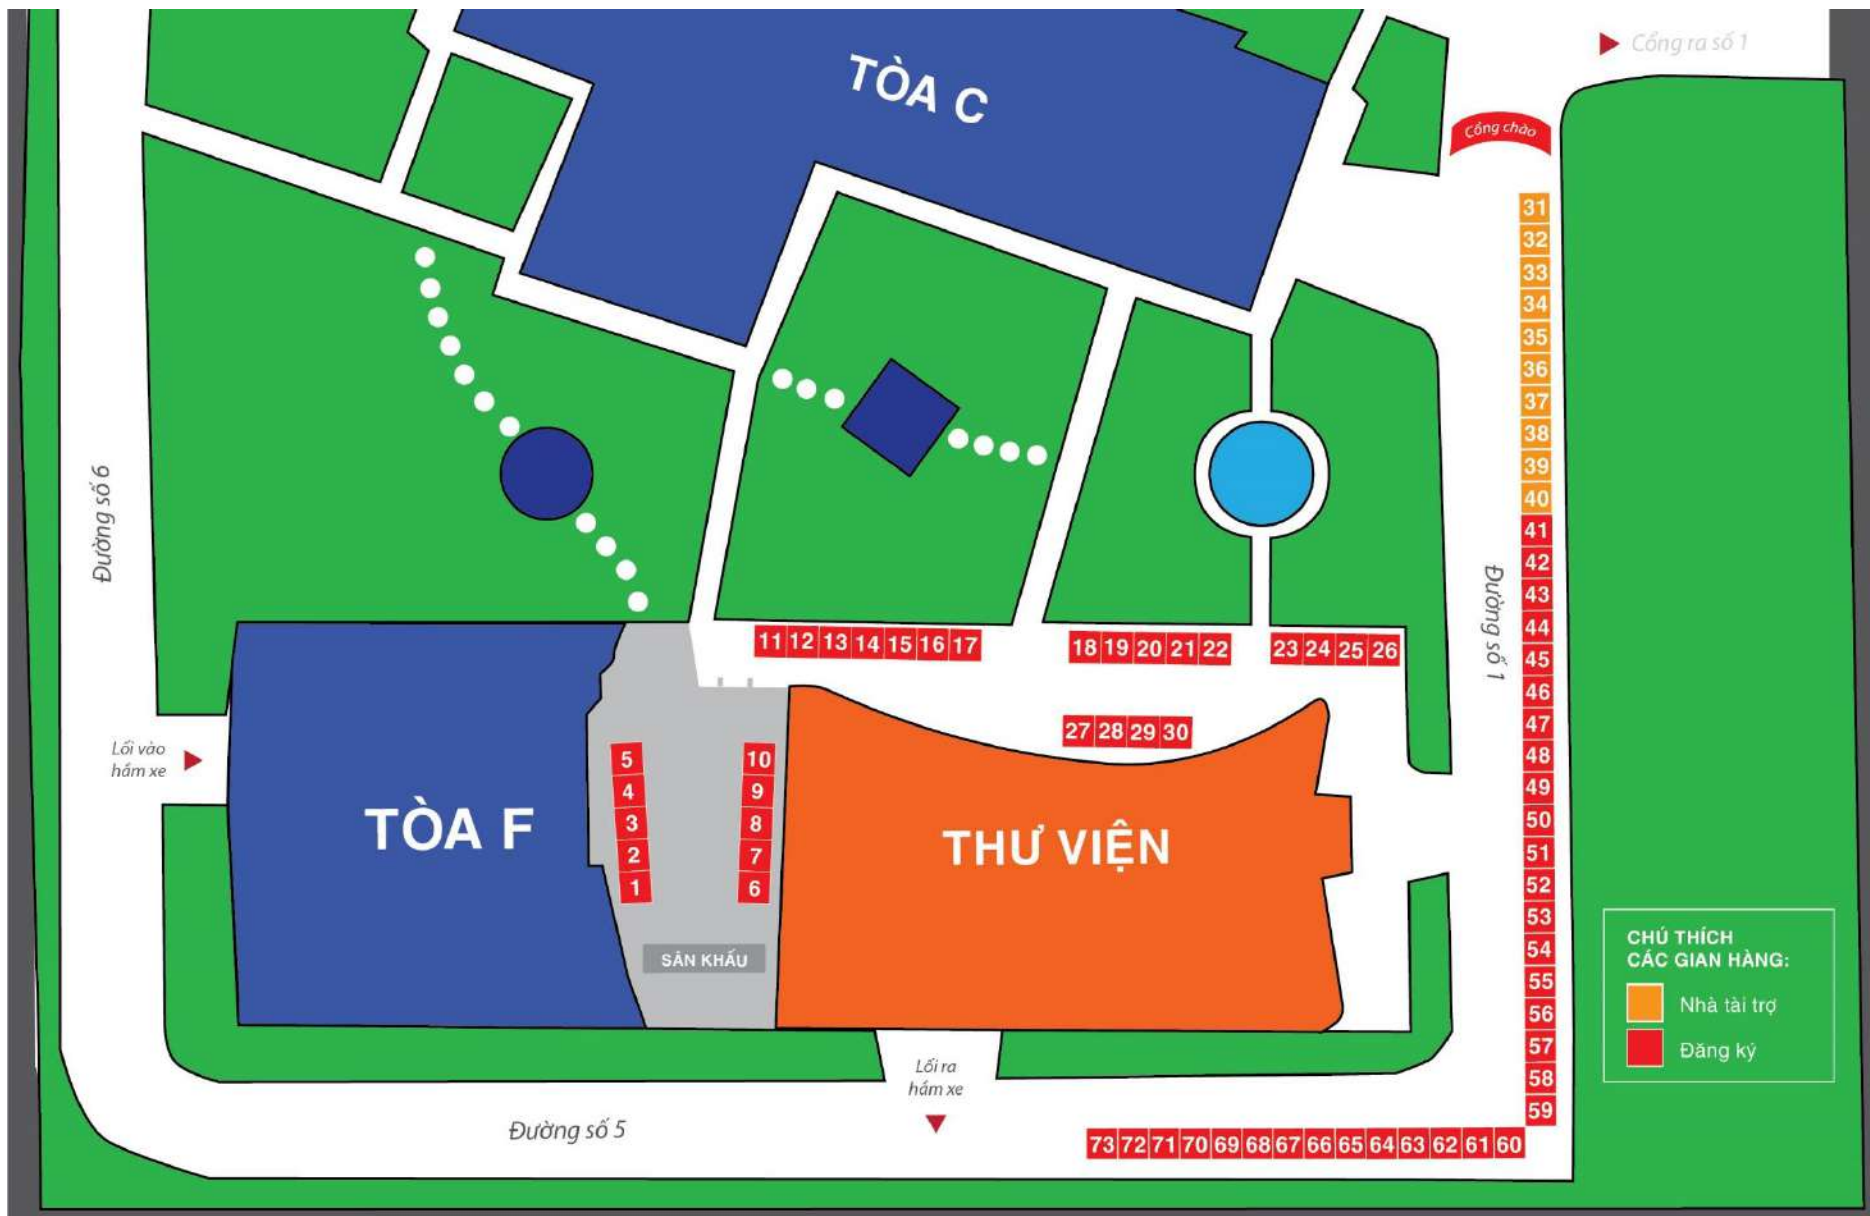 Cổng ra số 1
TÒA C
Cổng chào
31
32
33
34
35
36
37
38
39
40
41
42
43
44
45
46
47
48
49
50
51
52
53
54
55
56
57
58
59
Đường số 6
Đường số 1
11 12 13 14 15 16 17
18 19 20 21 22
23 24 25 26
27 28 29 30
Lối vào
hầm xe
5
4
3
2
1
10
9
8
7
6
TÒA F
THƯ VIỆN
SÂN KHẤU
CHÚ THÍCH
CÁC GIAN HÀNG:
Nhà tài trợ
Đăng ký
Lối ra
hầm xe
Đường số 5
73 72 71 70 69 68 67 66 65 64 63 62 61 60